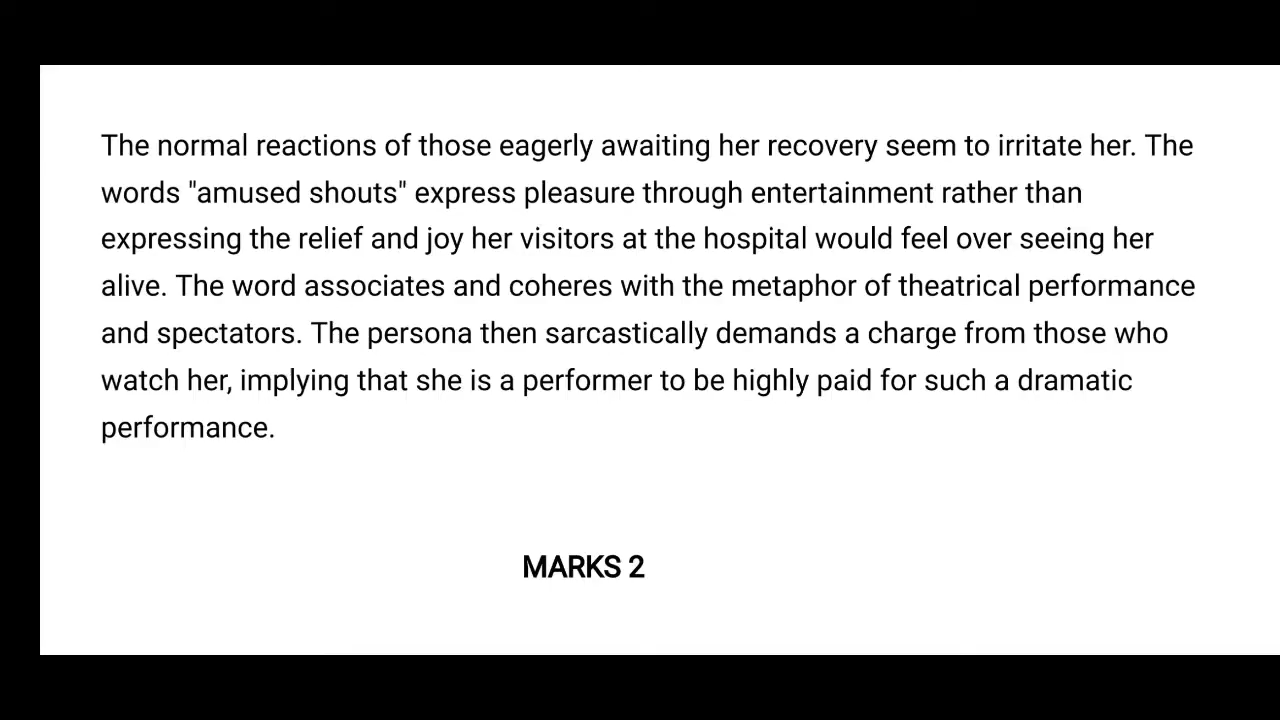 The normal reactions of those eagerly awaiting her recovery seem to irritate her. The
words "amused shouts" express pleasure through entertainment rather than
expressing the relief and joy her visitors at the hospital would feel over seeing her
alive. The word associates and coheres with the metaphor of theatrical performance
and spectators. The persona then sarcastically demands a charge from those who
watch her, implying that she is a performer to be highly paid for such a dramatic
performance.
MARKS 2